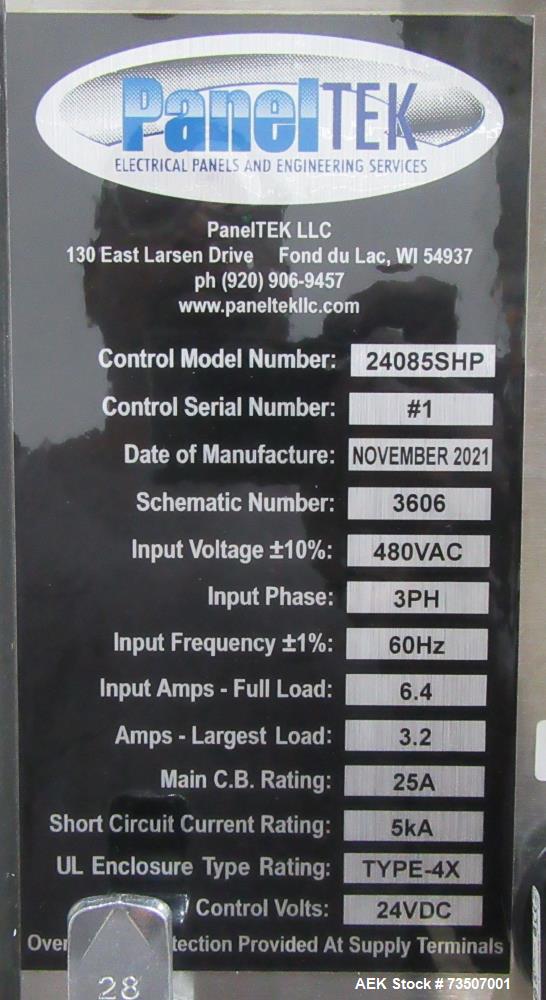 PanelTEK
ELECTRICAL PANELS AND ENGINEERING SERVICES
PanelTEK LLC
130 East Larsen Drive Fond du Lac, WI 54937
ph (920) 906-9457
www.paneltekllc.com
Control Model Number: 24085SHP
Control Serial Number: #1
Date of Manufacture: NOVEMBER 2021
Schematic Number: 3606
Input Voltage ±10%: 480VAC
Input Phase: 3PH
Input Frequency ±1%: 60Hz
Input Amps - Full Load: 6.4
Amps - Largest Load: 3.2
Main C.B. Rating: 25A
Short Circuit Current Rating: 5kA
UL Enclosure Type Rating: TYPE-4X
Control Volts: 24VDC
Provided At Supply Terminals
28
AEK Stock # 73507001